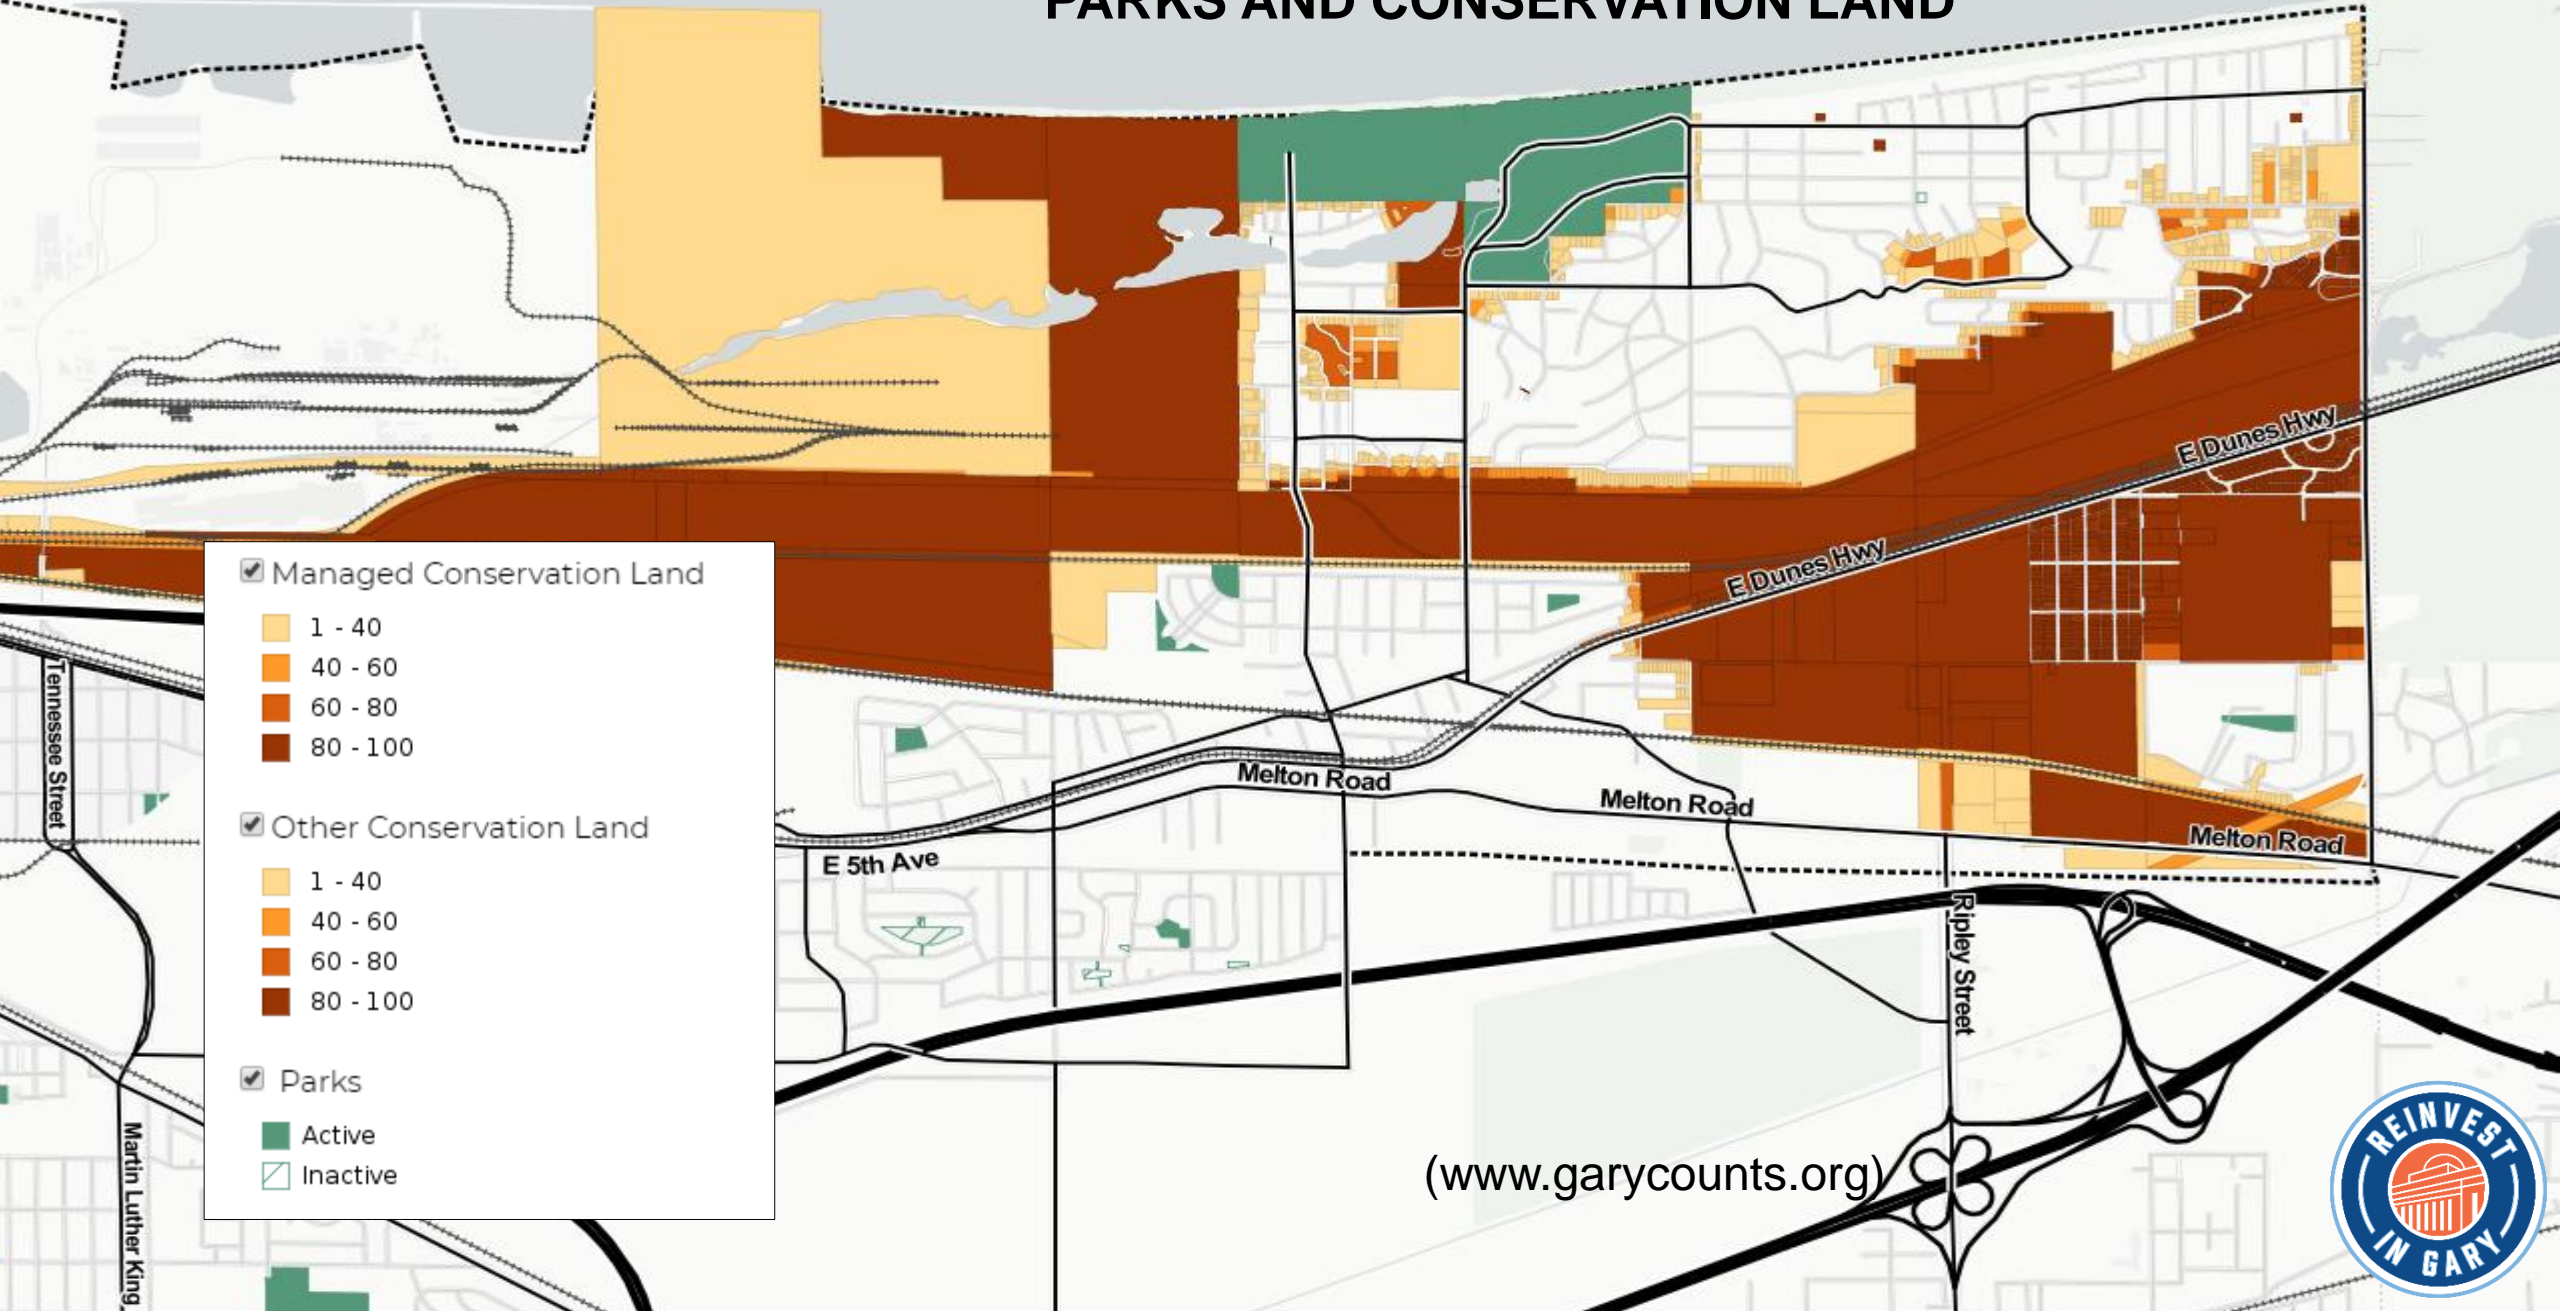 PARKS AND CONSERVATION LAND
E Dunes Hwy
E Dunes Hwy
Managed Conservation Land
1 - 40
40 - 60
60 - 80
80 - 100
Other Conservation Land
1 - 40
40 - 60
60 - 80
80 - 100
Parks
Active
Inactive
Tennessee Street
Martin Luther King
Melton Road
Melton Road
Melton Road
E 5th Ave
Ripley Street
(www.garycounts.org)
REINVEST
IN GARY